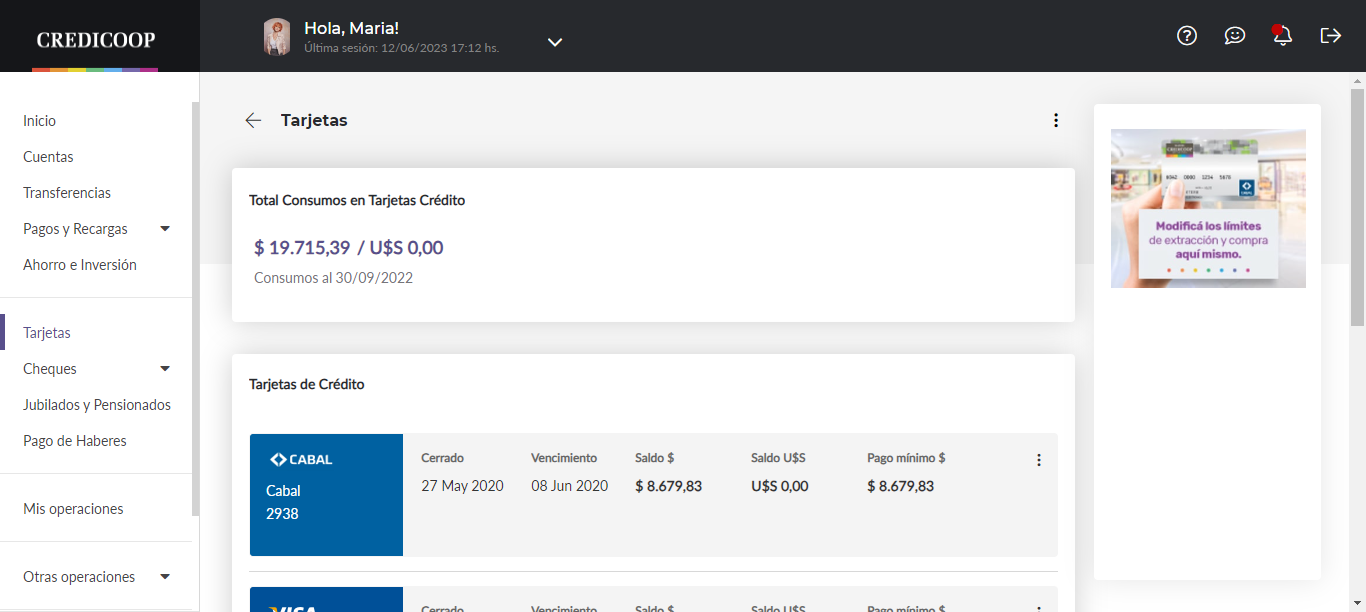 CREDICOOP
Hola, Maria!
Última sesión: 12/06/2023 17:12 hs.
Inicio
Cuentas
Transferencias
Pagos y Recargas
Ahorro e Inversión
Tarjetas
Cheques
Jubilados y Pensionados
Pago de Haberes
Mis operaciones
Otras operaciones
Tarjetas
Total Consumos en Tarjetas Crédito
$ 19.715,39 / U$S 0,00
Consumos al 30/09/2022
Tarjetas de Crédito
CABAL
Cabal
2938
Cerrado Vencimiento Saldo $ Saldo U$S Pago mínimo $
27 May 2020 08 Jun 2020 $ 8.679,83 U$S 0,00 $ 8.679,83
VISA
Cerrado Vencimiento Saldo $ Saldo U$S Pago mínimo $
CREDICOOP
Modificá los límites
de extracción y compra
aquí mismo.